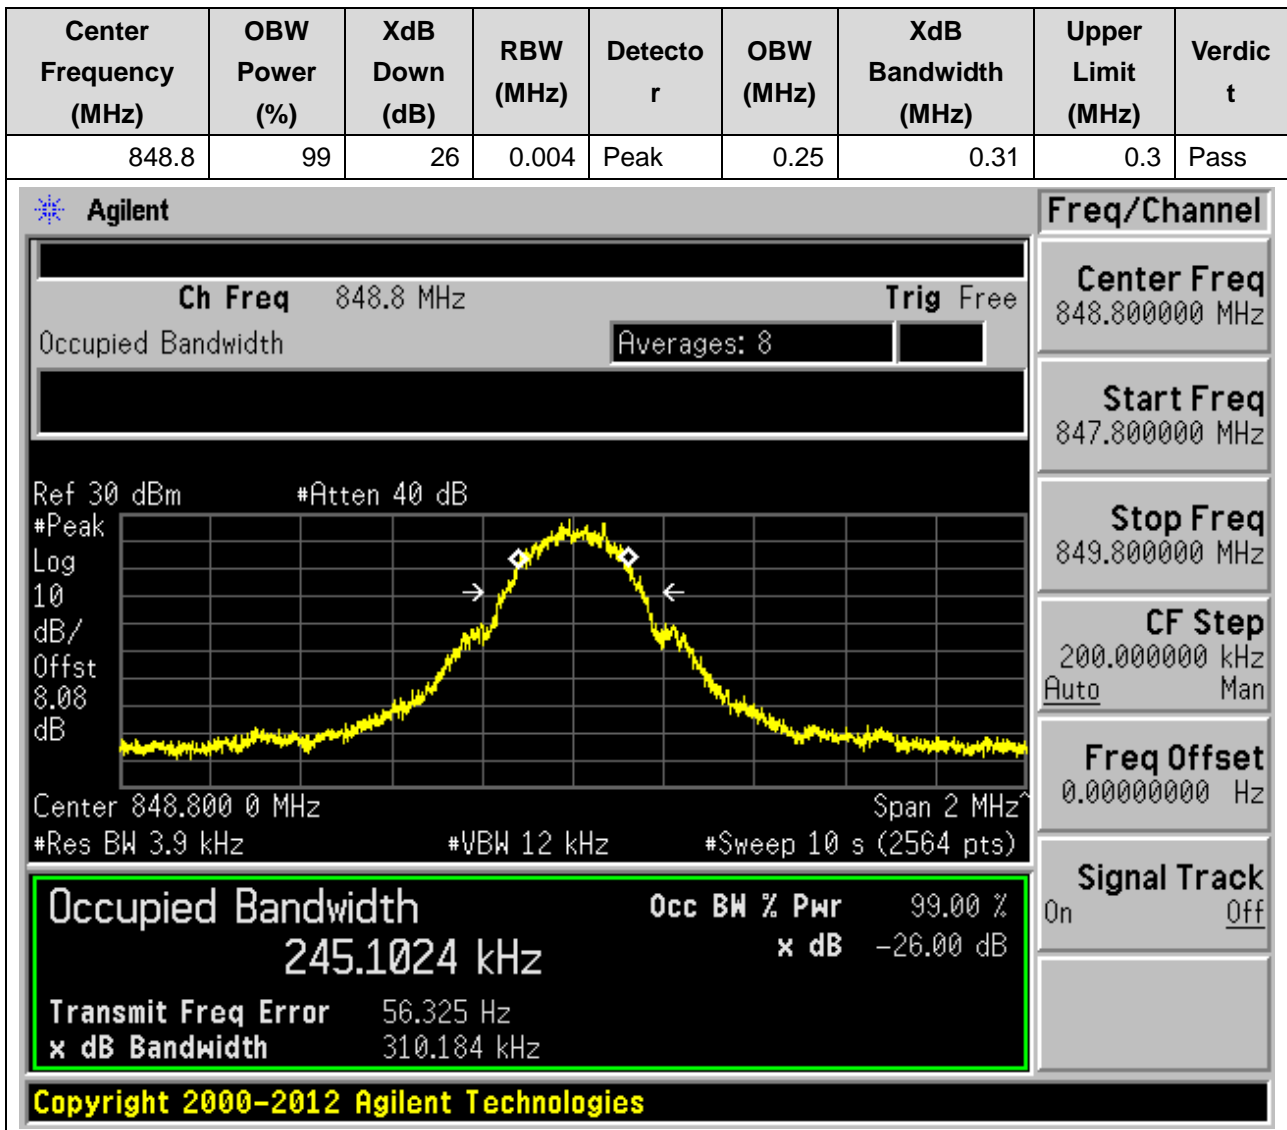 Center Frequency (MHz) OBW Power (%) XdB Down (dB) RBW (MHz) Detector OBW (MHz) XdB Bandwidth (MHz) Upper Limit (MHz) Verdict
848.8 99 26 0.004 Peak 0.25 0.31 0.3 Pass
Agilent
Ch Freq 848.8 MHz Trig Free
Occupied Bandwidth Averages: 8
Ref 30 dBm #Atten 40 dB
#Peak
Log
10
dB/
Offst
8.08
dB
Center 848.800 0 MHz Span 2 MHz^
#Res BW 3.9 kHz #VBW 12 kHz #Sweep 10 s (2564 pts)
Occupied Bandwidth Occ BW % Pwr 99.00 %
245.1024 kHz x dB -26.00 dB
Transmit Freq Error 56.325 Hz
x dB Bandwidth 310.184 kHz
Copyright 2000-2012 Agilent Technologies
Freq/Channel
Center Freq
848.800000 MHz
Start Freq
847.800000 MHz
Stop Freq
849.800000 MHz
CF Step
200.000000 kHz
Auto Man
Freq Offset
0.00000000 Hz
Signal Track
On Off